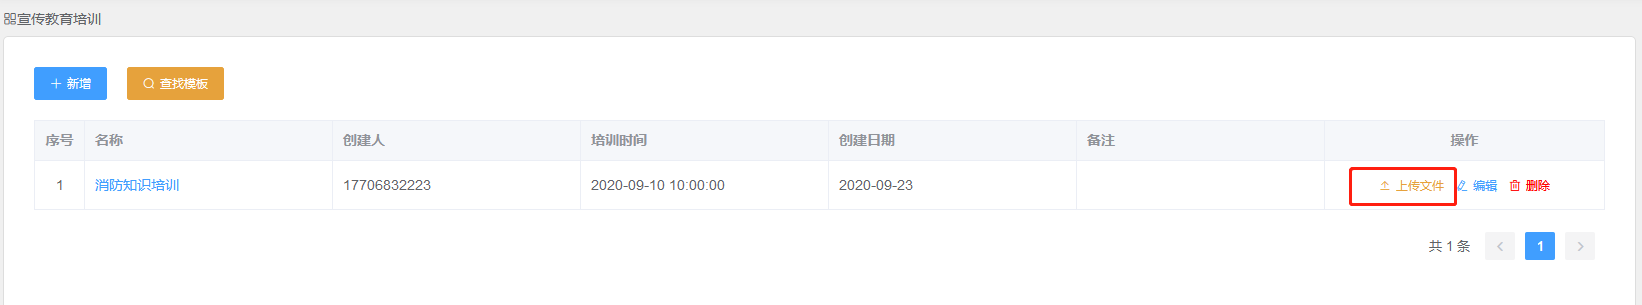 宣传教育培训
新增 查找模板
序号 名称 创建人 培训时间 创建日期 备注 操作
1 消防知识培训 17706832223 2020-09-10 10:00:00 2020-09-23 上传文件 编辑 删除
共 1 条 1